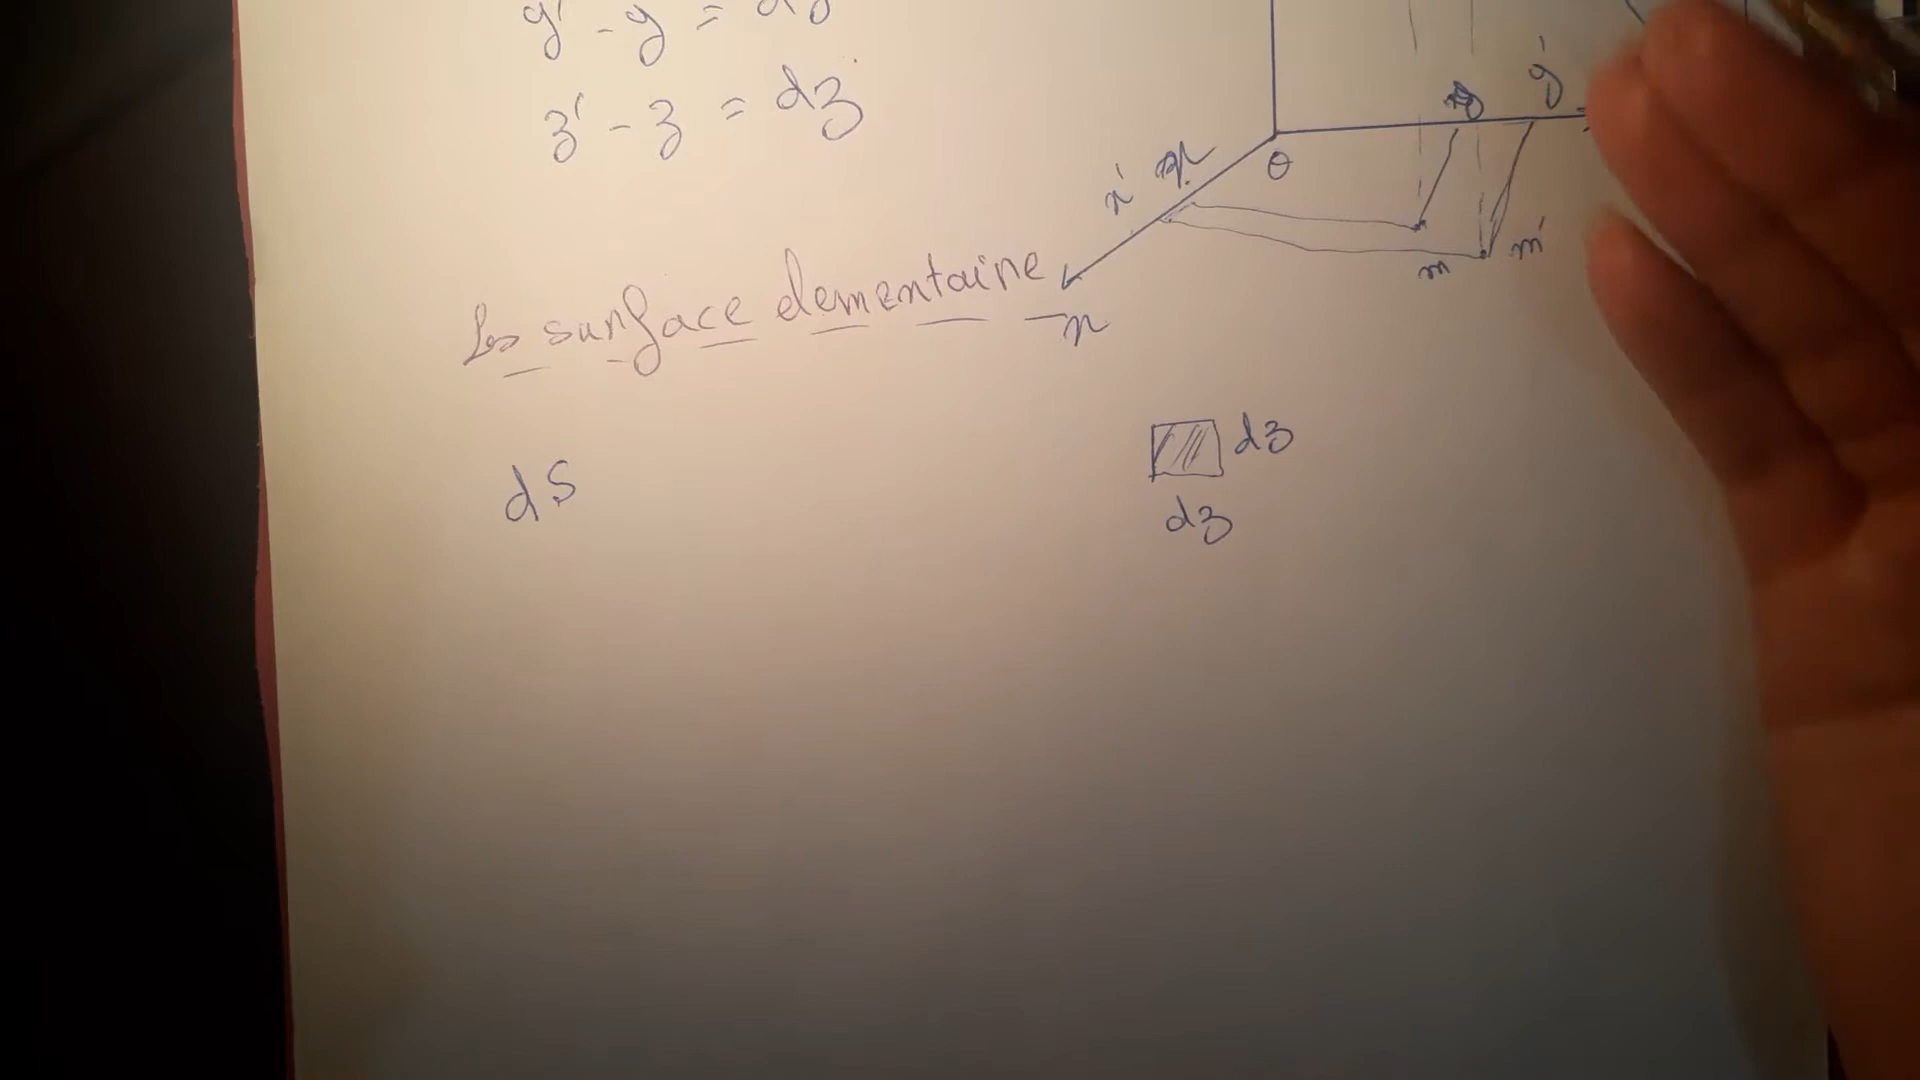 y' - y = dy
z' - z = dz
y y'
x' x
O
m m'
x
Les surface elementaire
dS
dz
dz